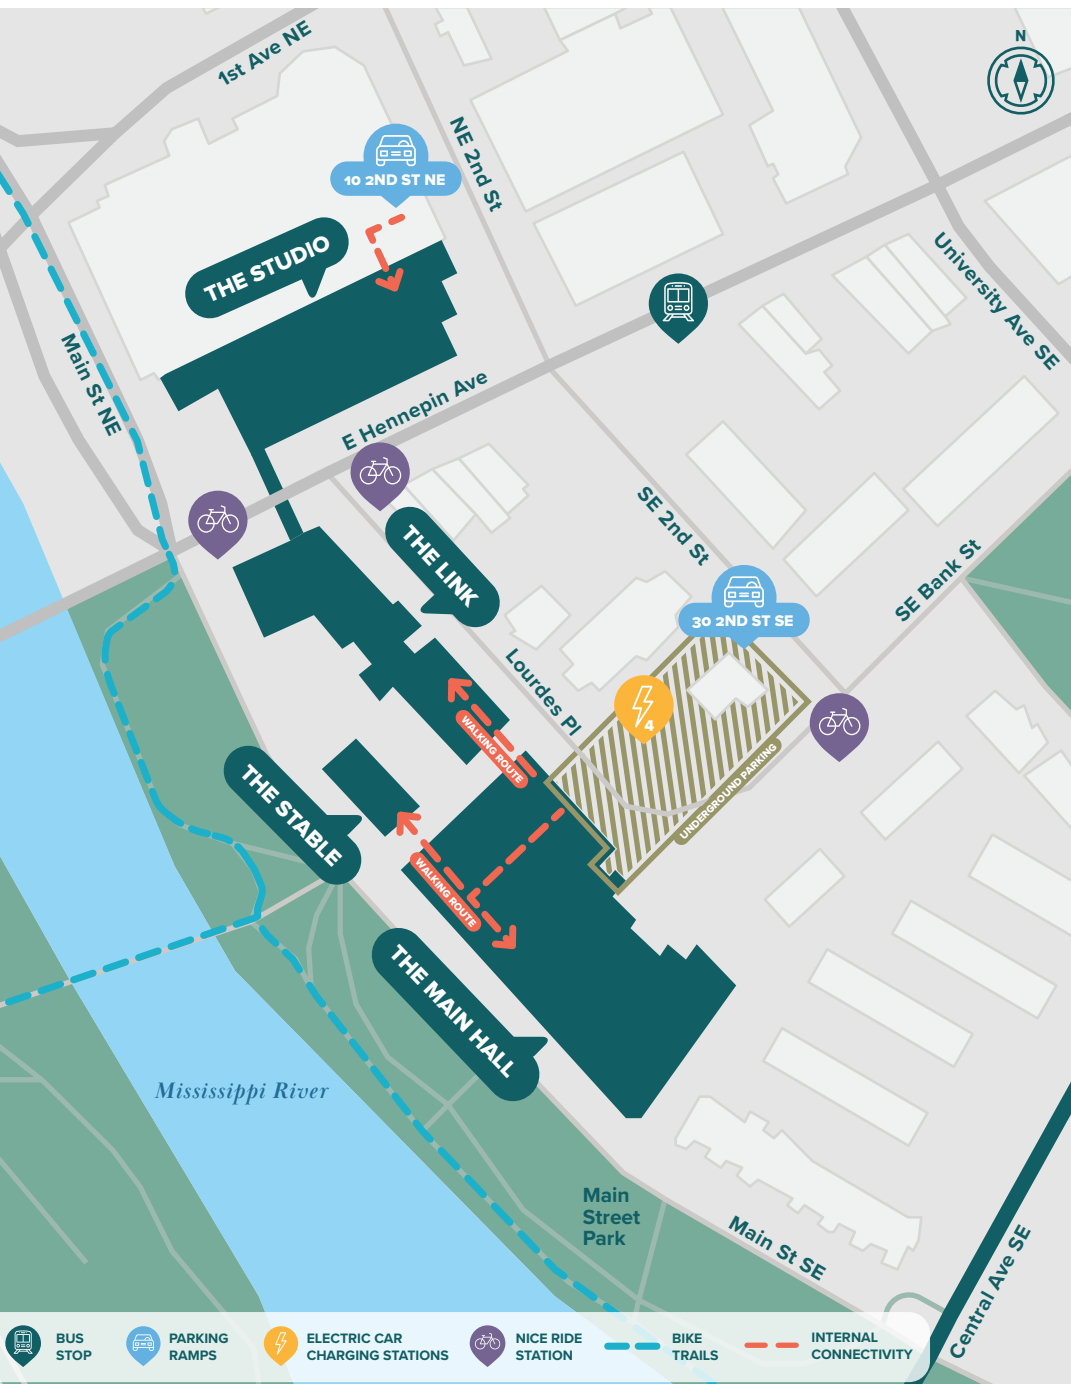 N
1st Ave NE
NE 2nd St
10 2ND ST NE
THE STUDIO
University Ave SE
Main St NE
E Hennepin Ave
THE LINK
SE 2nd St
SE Bank St
30 2ND ST SE
Lourdes Pl
4
WALKING ROUTE
UNDERGROUND PARKING
THE STABLE
WALKING ROUTE
THE MAIN HALL
Mississippi River
Main
Street
Park
Main St SE
Central Ave SE
BUS
STOP
PARKING
RAMPS
ELECTRIC CAR
CHARGING STATIONS
NICE RIDE
STATION
BIKE
TRAILS
INTERNAL
CONNECTIVITY